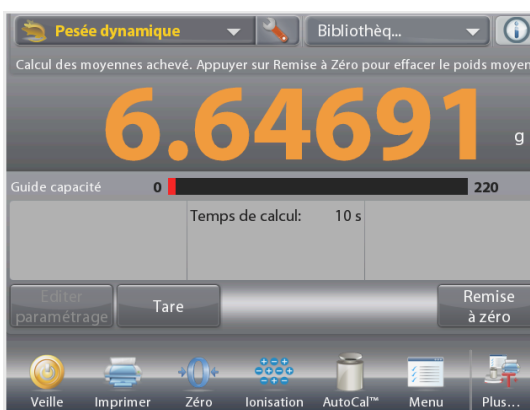 Pesée dynamique Bibliothèq...
Calcul des moyennes achevé. Appuyer sur Remise à Zéro pour effacer le poids moyen
6.64691 g
Guide capacité 0 220
Temps de calcul: 10 s
Editer paramétrage
Tare
Remise à zéro
Veille Imprimer Zéro Ionisation AutoCal™ Menu Plus...